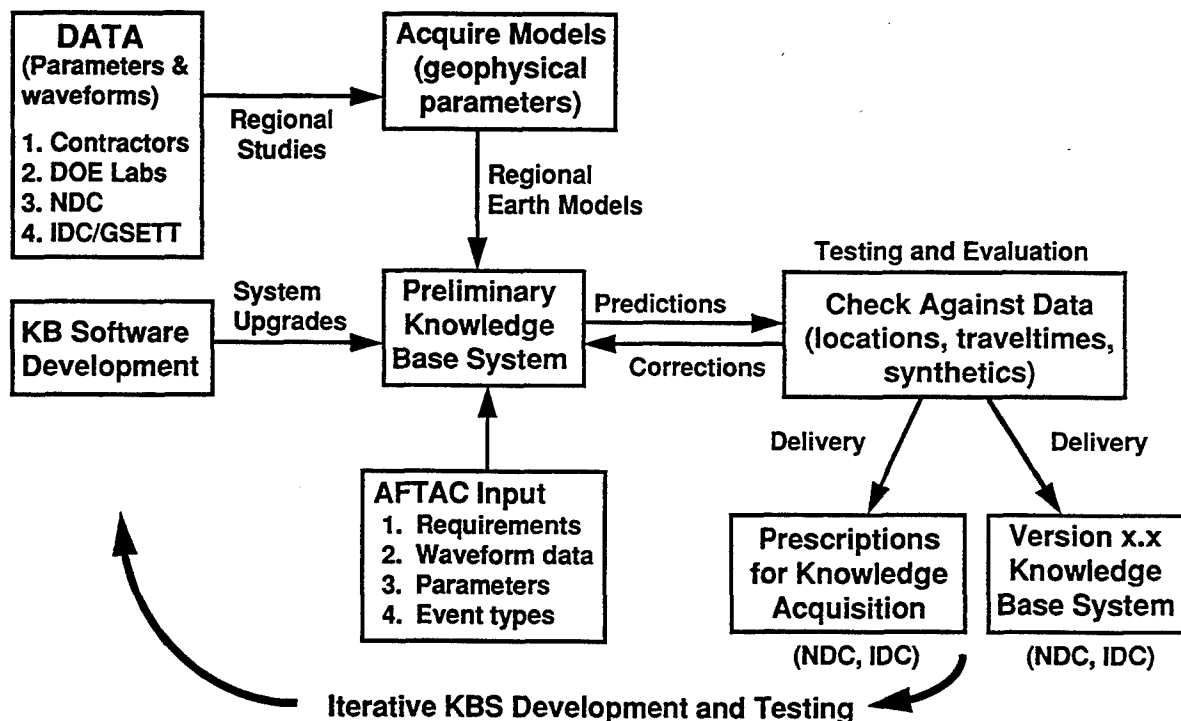 DATA
(Parameters &
waveforms)
1. Contractors
2. DOE Labs
3. NDC
4. IDC/GSETT
Regional
Studies
Acquire Models
(geophysical
parameters)
Regional
Earth Models
KB Software
Development
System
Upgrades
Preliminary
Knowledge
Base System
Predictions
Corrections
Testing and Evaluation
Check Against Data
(locations, traveltimes,
synthetics)
AFTAC Input
1. Requirements
2. Waveform data
3. Parameters
4. Event types
Delivery
Delivery
Prescriptions
for Knowledge
Acquisition
(NDC, IDC)
Version x.x
Knowledge
Base System
(NDC, IDC)
Iterative KBS Development and Testing